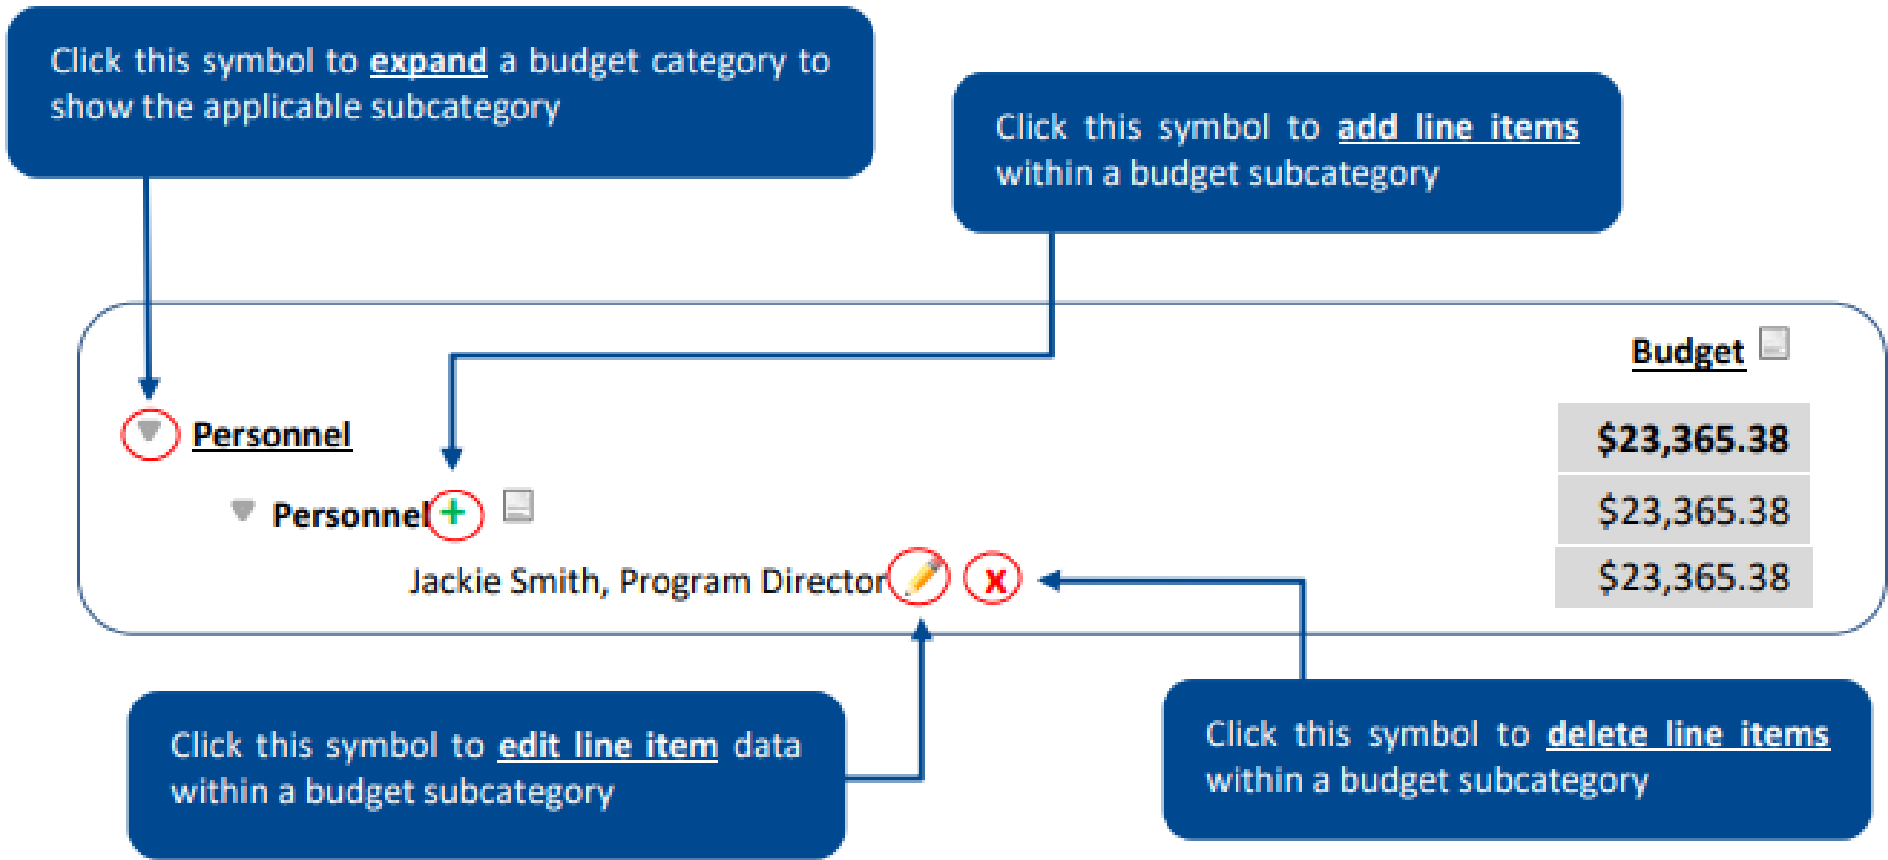 Click this symbol to expand a budget category to
show the applicable subcategory
Click this symbol to add line items
within a budget subcategory
Budget
Personnel
$23,365.38
Personnel +
$23,365.38
Jackie Smith, Program Director x
$23,365.38
Click this symbol to edit line item data
within a budget subcategory
Click this symbol to delete line items
within a budget subcategory